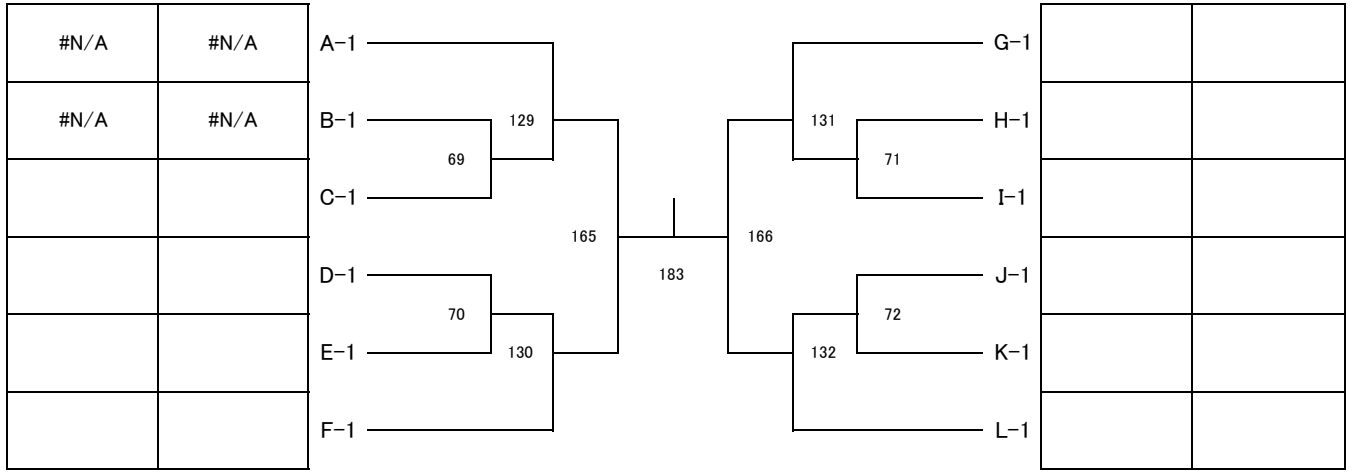 #N/A #N/A A-1 G-1
#N/A #N/A B-1 129 131 H-1
69 71
C-1 I-1
165 166
D-1 183 J-1
70 72
E-1 130 132 K-1
F-1 L-1